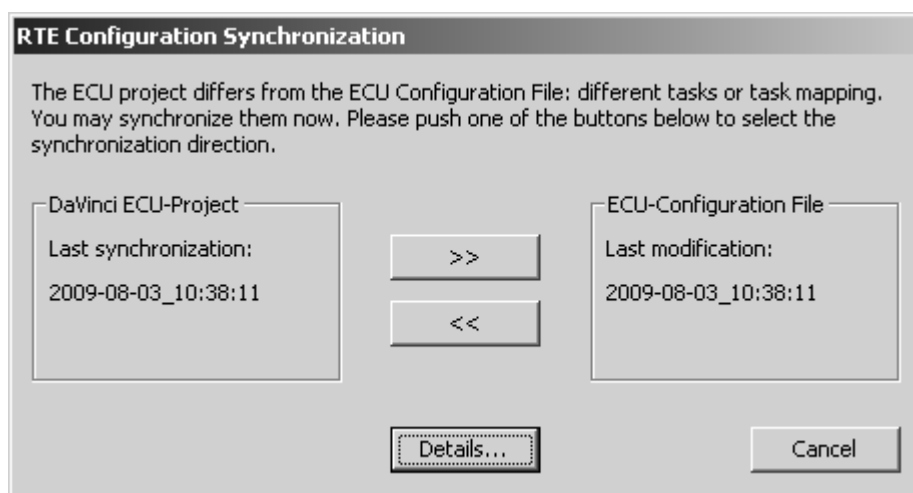 RTE Configuration Synchronization
The ECU project differs from the ECU Configuration File: different tasks or task mapping.
You may synchronize them now. Please push one of the buttons below to select the
synchronization direction.
DaVinci ECU-Project
Last synchronization:
2009-08-03_10:38:11
>>
<<
ECU-Configuration File
Last modification:
2009-08-03_10:38:11
Details...
Cancel